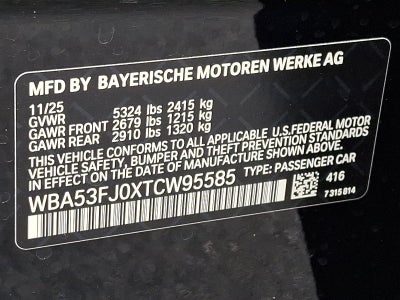 MFD BY BAYERISCHE MOTOREN WERKE AG
11/25
GVWR 5324 lbs 2415 kg
GAWR FRONT 2679 lbs 1215 kg
GAWR REAR 2910 lbs 1320 kg
THIS VEHICLE CONFORMS TO ALL APPLICABLE U.S.FEDERAL MOTOR
VEHICLE SAFETY, BUMPER AND THEFT PREVENTION STANDARDS
IN EFFECT ON THE DATE OF MANUFACTURE SHOWN ABOVE.
WBA53FJ0XTCW95585 TYPE: PASSENGER CAR
416
7315814